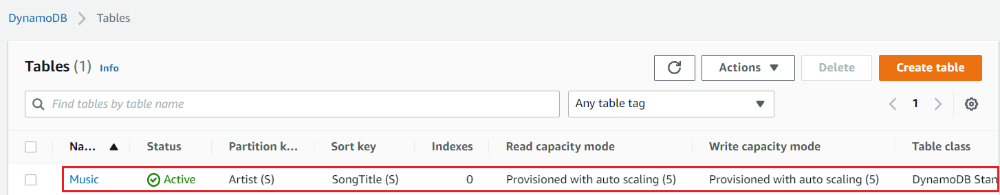 DynamoDB > Tables
Tables (1) Info
Actions Delete Create table
Find tables by table name
Any table tag
1
Na... Status Partition k... Sort key Indexes Read capacity mode Write capacity mode Table class
Music Active Artist (S) SongTitle (S) 0 Provisioned with auto scaling (5) Provisioned with auto scaling (5) DynamoDB Stan